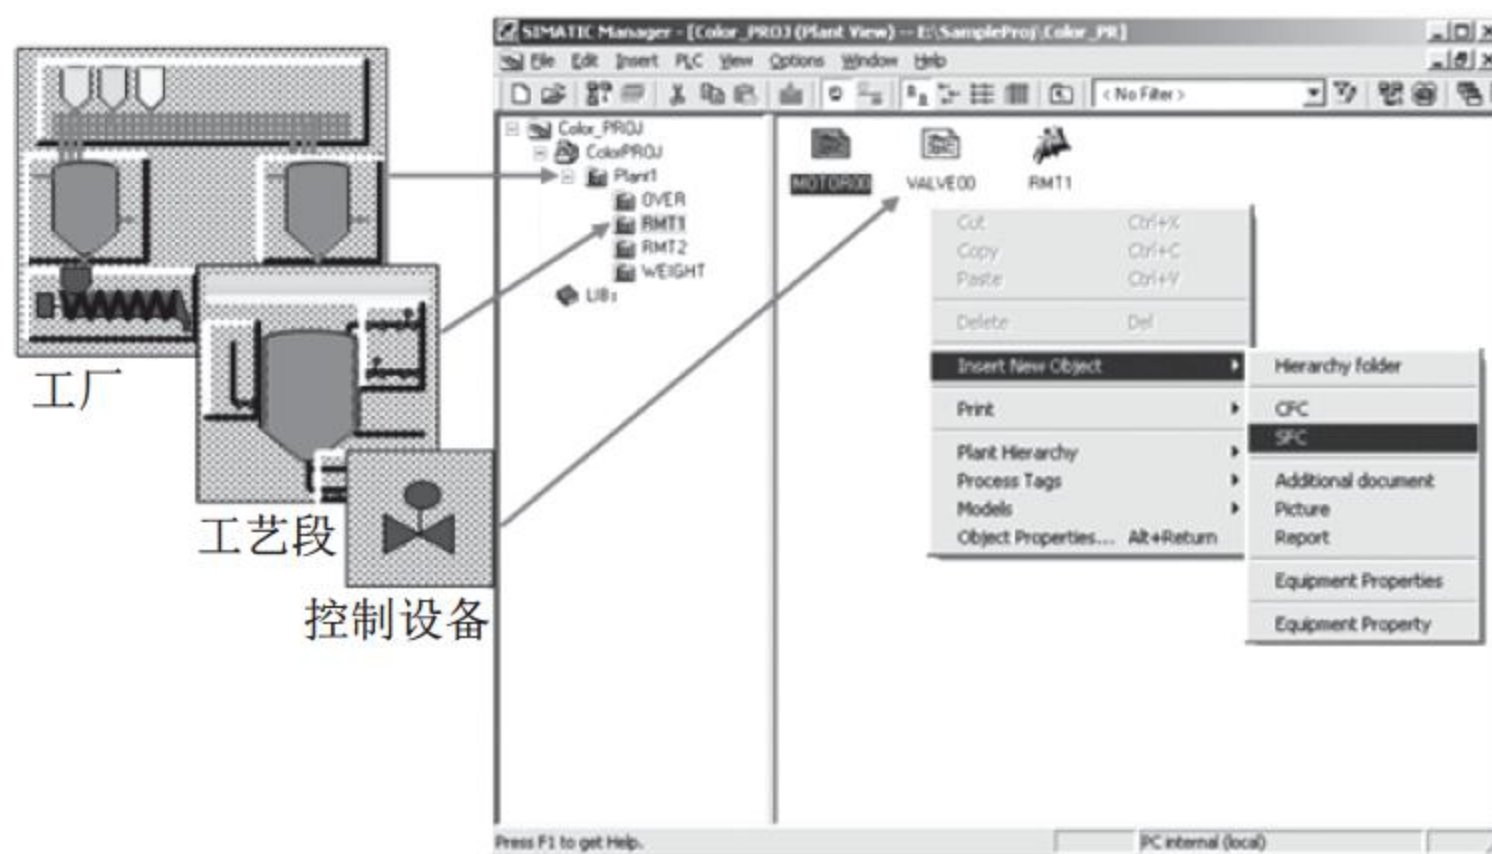 SIMATIC Manager - [Color_PROJ (Plant View) -- E:\SampleProj\Color_PR]
File Edit Insert PLC View Options Window Help
< No Filter >
Color_PROJ
ColorPROJ
Plant1
OVER
RMT1
RMT2
WEIGHT
LIBs
MOTOR00
VALVE00
RMT1
Cut Ctrl+X
Copy Ctrl+C
Paste Ctrl+V
Delete Del
Insert New Object
Print
Plant Hierarchy
Process Tags
Models
Object Properties... Alt+Return
Hierarchy folder
CFC
SFC
Additional document
Picture
Report
Equipment Properties
Equipment Property
工厂
工艺段
控制设备
Press F1 to get Help.
PC internal (local)